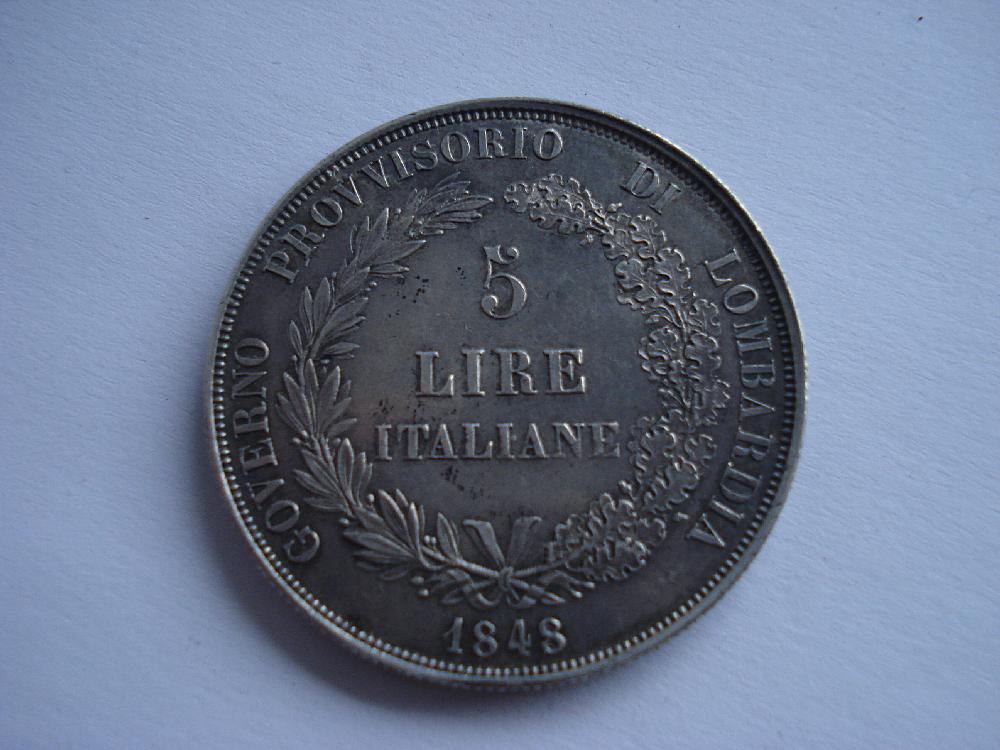 GOVERNO PROVVISORIO DI LOMBARDIA
5
LIRE
ITALIANE
1848